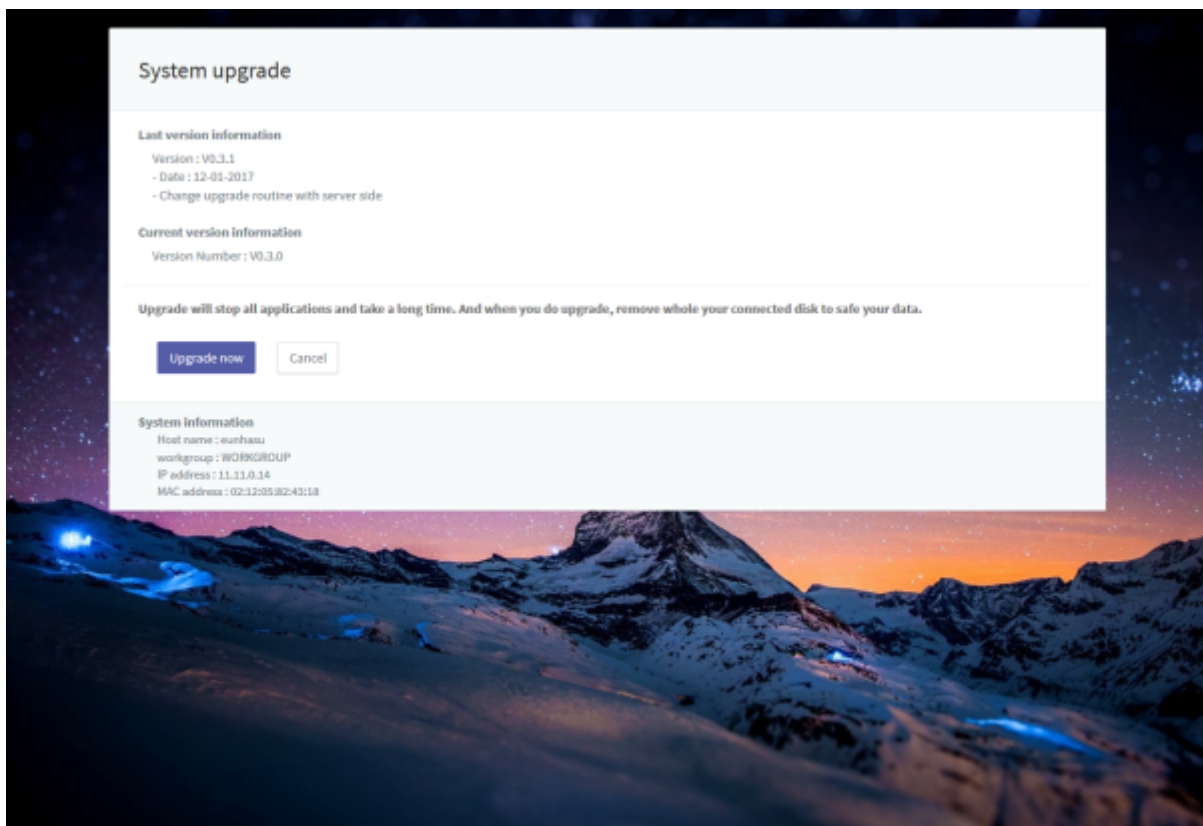 System upgrade
Last version information
Version : V0.3.1
- Date : 12-01-2017
- Change upgrade routine with server side
Current version information
Version Number : V0.3.0
Upgrade will stop all applications and take a long time. And when you do upgrade, remove whole your connected disk to safe your data.
Upgrade now
Cancel
System information
Host name : eunhasu
workgroup : WORKGROUP
IP address : 11.11.0.14
MAC address : 02:12:05:82:43:18